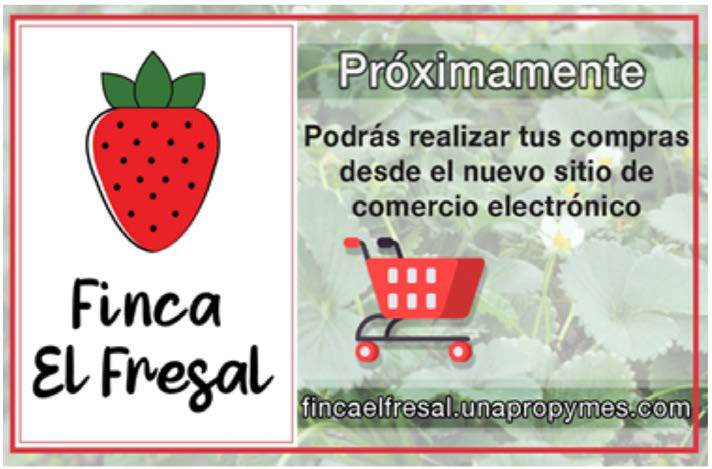 Finca
El Fresal
Próximamente
Podrás realizar tus compras
desde el nuevo sitio de
comercio electrónico
fincaelfresal.unapropymes.com